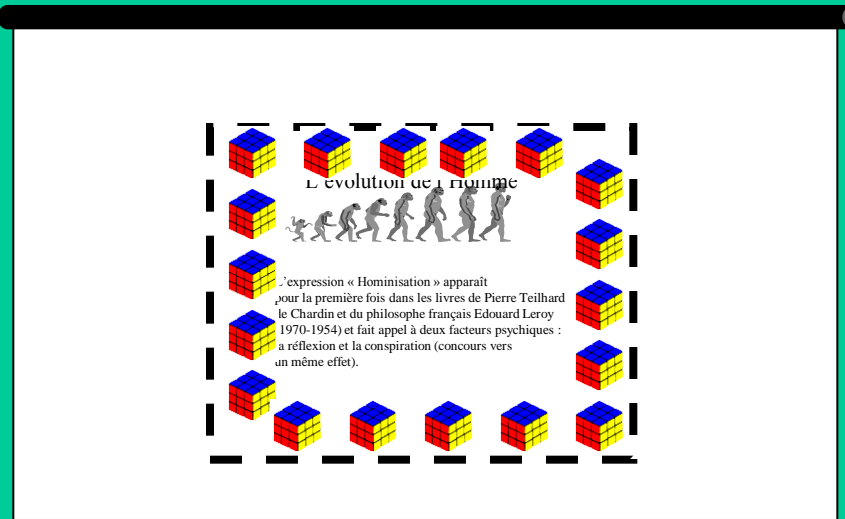 L'évolution de l'Homme
L'expression « Hominisation » apparaît
pour la première fois dans les livres de Pierre Teilhard
de Chardin et du philosophe français Edouard Leroy
(1970-1954) et fait appel à deux facteurs psychiques :
la réflexion et la conspiration (concours vers
un même effet).